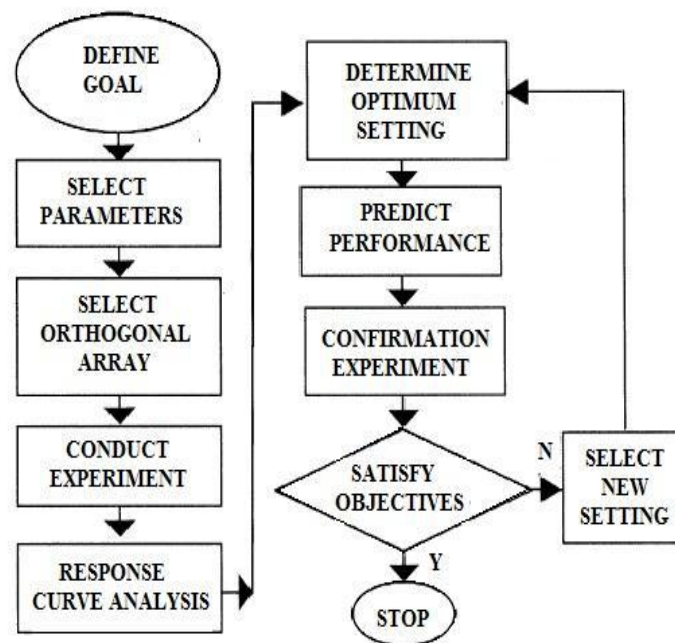 DEFINE
GOAL
SELECT
PARAMETERS
SELECT
ORTHOGONAL
ARRAY
CONDUCT
EXPERIMENT
RESPONSE
CURVE ANALYSIS
DETERMINE
OPTIMUM
SETTING
PREDICT
PERFORMANCE
CONFIRMATION
EXPERIMENT
SATISFY
OBJECTIVES
N
SELECT
NEW
SETTING
Y
STOP